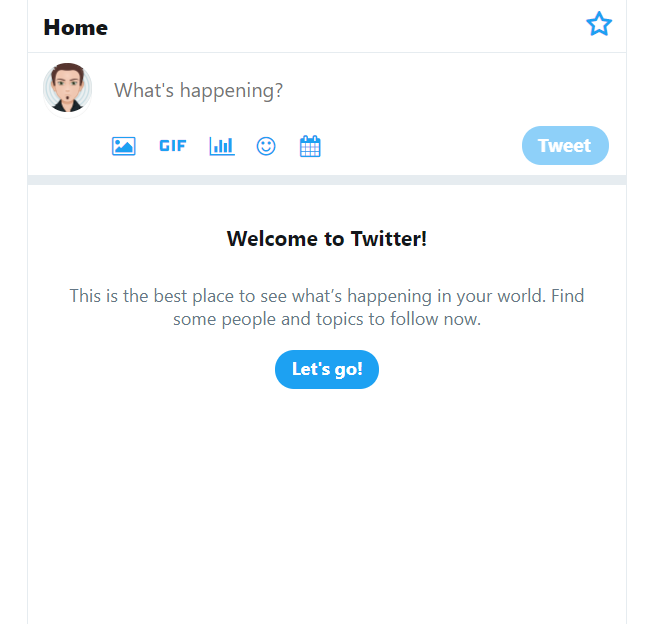 Home
What's happening?
GIF
Tweet
Welcome to Twitter!
This is the best place to see what’s happening in your world. Find
some people and topics to follow now.
Let's go!